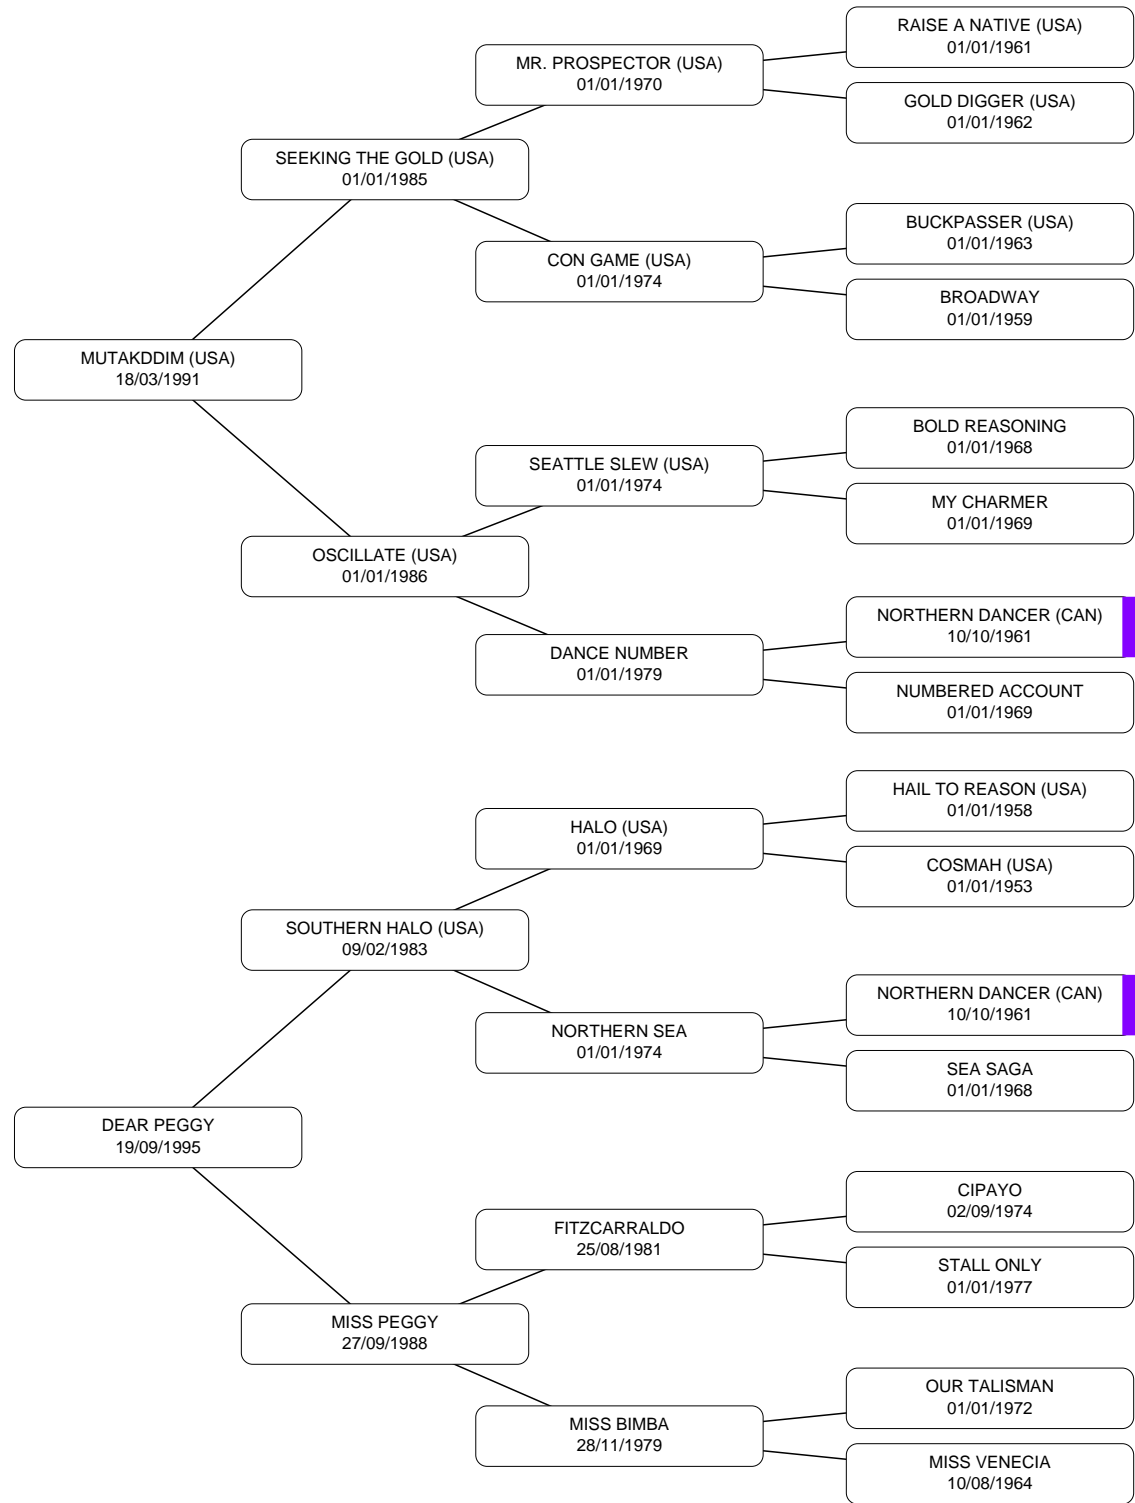 RAISE A NATIVE (USA)
01/01/1961
MR. PROSPECTOR (USA)
01/01/1970
GOLD DIGGER (USA)
01/01/1962
SEEKING THE GOLD (USA)
01/01/1985
BUCKPASSER (USA)
01/01/1963
CON GAME (USA)
01/01/1974
BROADWAY
01/01/1959
MUTAKDDIM (USA)
18/03/1991
BOLD REASONING
01/01/1968
SEATTLE SLEW (USA)
01/01/1974
MY CHARMER
01/01/1969
OSCILLATE (USA)
01/01/1986
NORTHERN DANCER (CAN)
10/10/1961
DANCE NUMBER
01/01/1979
NUMBERED ACCOUNT
01/01/1969
HAIL TO REASON (USA)
01/01/1958
HALO (USA)
01/01/1969
COSMAH (USA)
01/01/1953
SOUTHERN HALO (USA)
09/02/1983
NORTHERN DANCER (CAN)
10/10/1961
NORTHERN SEA
01/01/1974
SEA SAGA
01/01/1968
DEAR PEGGY
19/09/1995
CIPAYO
02/09/1974
FITZCARRALDO
25/08/1981
STALL ONLY
01/01/1977
MISS PEGGY
27/09/1988
OUR TALISMAN
01/01/1972
MISS BIMBA
28/11/1979
MISS VENECIA
10/08/1964